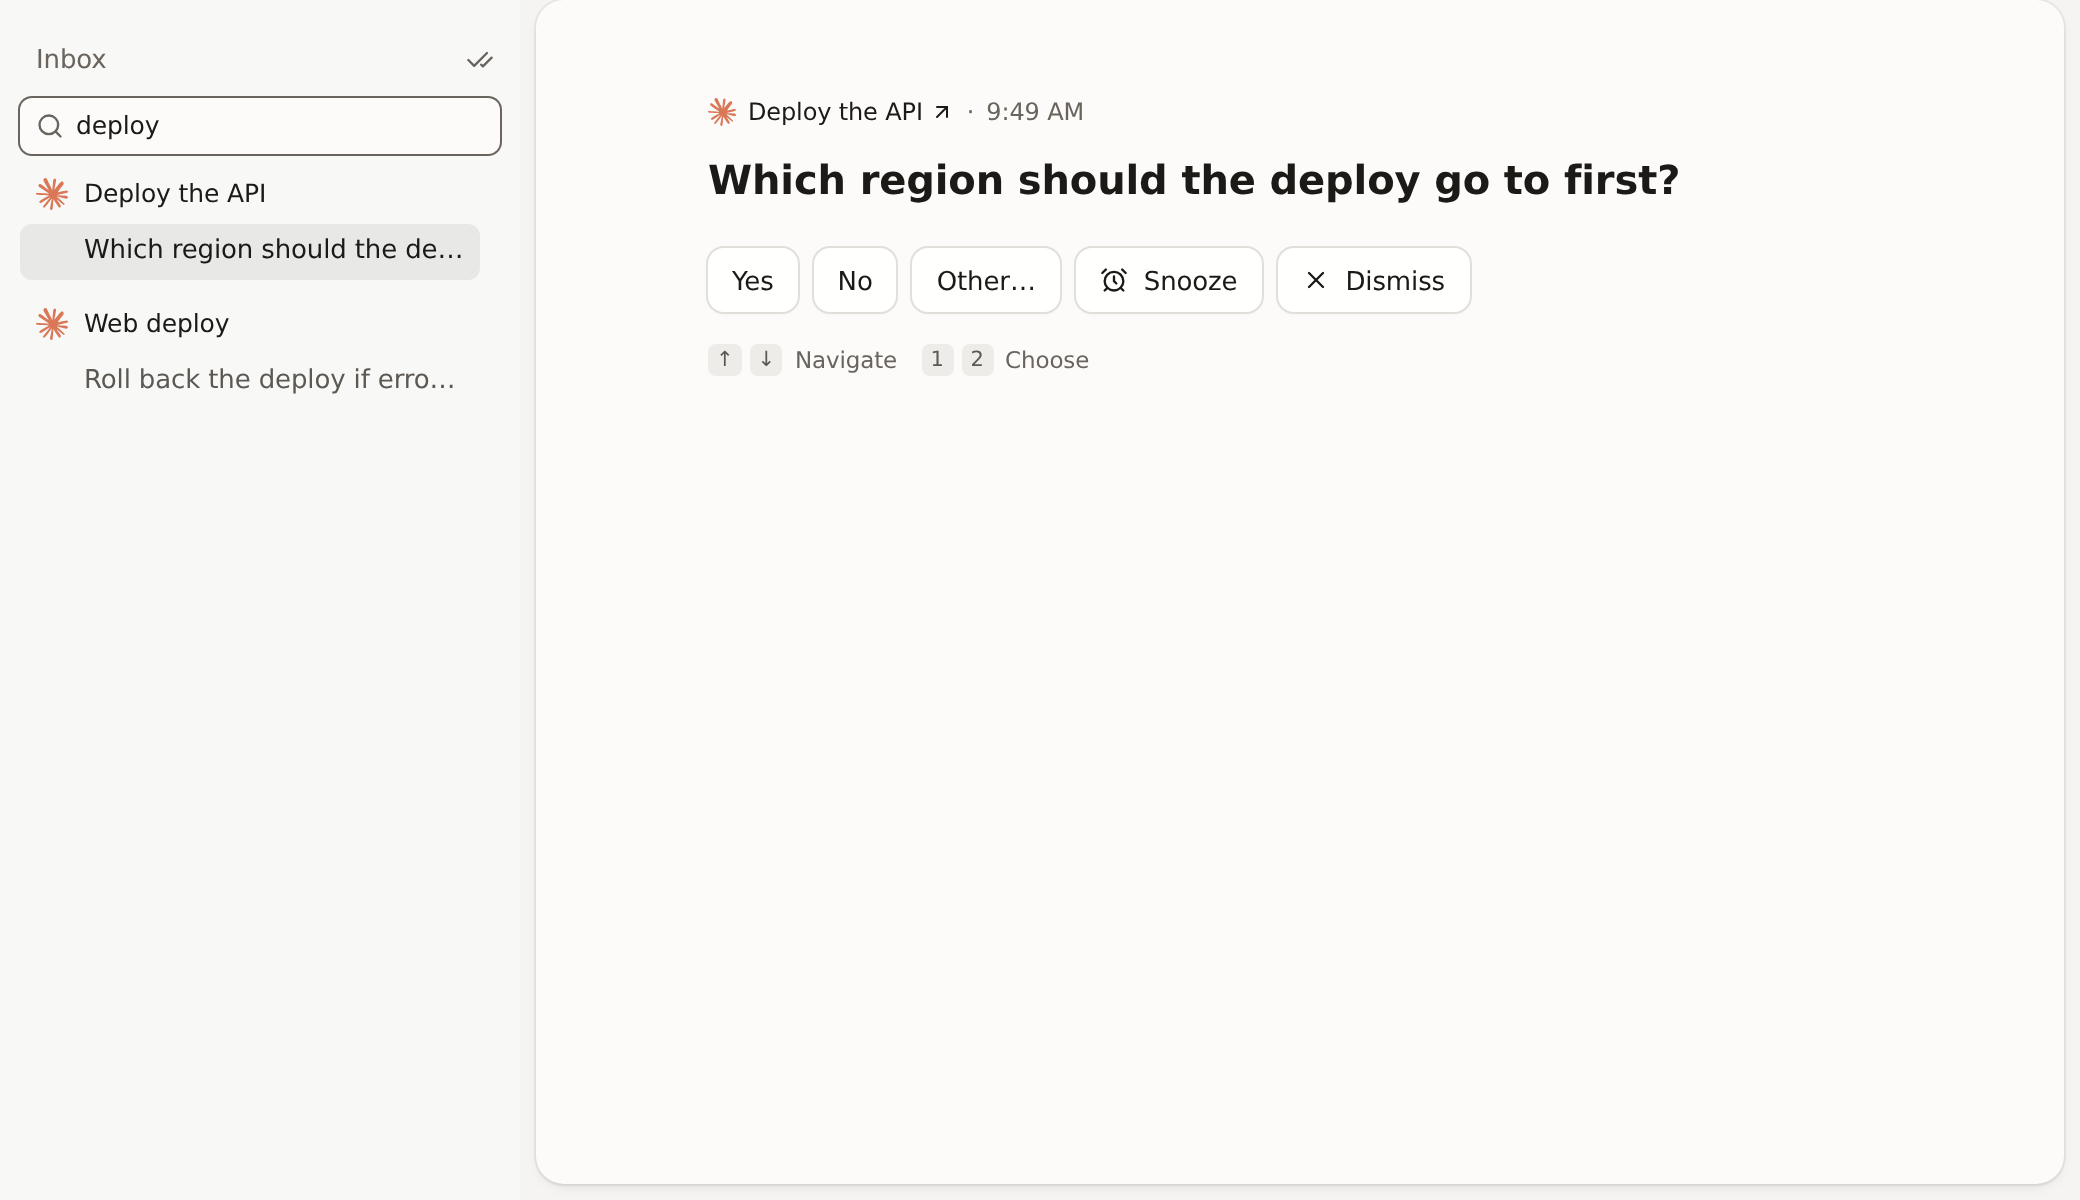 Inbox
deploy
Deploy the API
Which region should the de…
Web deploy
Roll back the deploy if erro…
Deploy the API ↗ · 9:49 AM
Which region should the deploy go to first?
Yes No Other… Snooze Dismiss
↑ ↓ Navigate 1 2 Choose